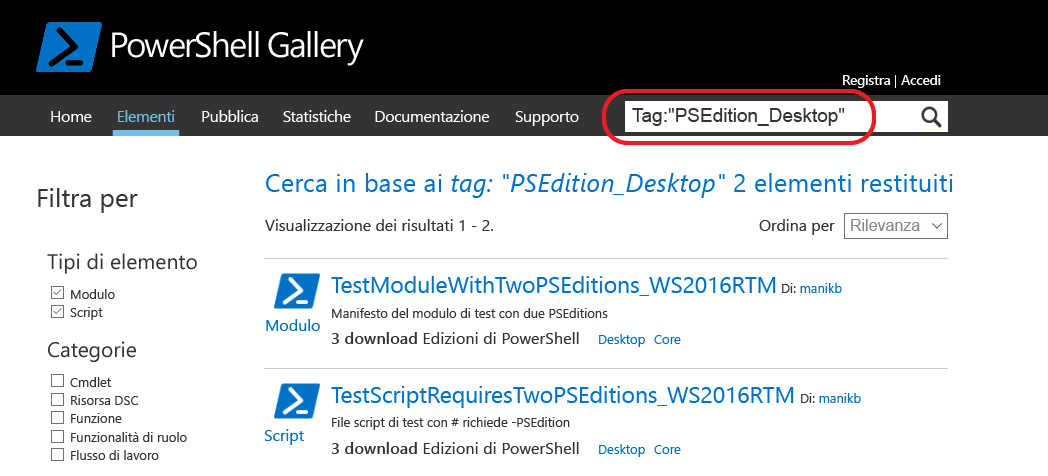 PowerShell Gallery
Registra | Accedi
Home Elementi Pubblica Statistiche Documentazione Supporto
Tag:"PSEdition_Desktop"
Filtra per
Tipi di elemento
Modulo
Script
Categorie
Cmdlet
Risorsa DSC
Funzione
Funzionalità di ruolo
Flusso di lavoro
Cerca in base ai tag: "PSEdition_Desktop" 2 elementi restituiti
Visualizzazione dei risultati 1 - 2.
Ordina per Rilevanza
TestModuleWithTwoPSEditions_WS2016RTM Di: manikb
Modulo
Manifesto del modulo di test con due PSEditions
3 download Edizioni di PowerShell Desktop Core
TestScriptRequiresTwoPSEditions_WS2016RTM Di: manikb
Script
File script di test con # richiede -PSEdition
3 download Edizioni di PowerShell Desktop Core